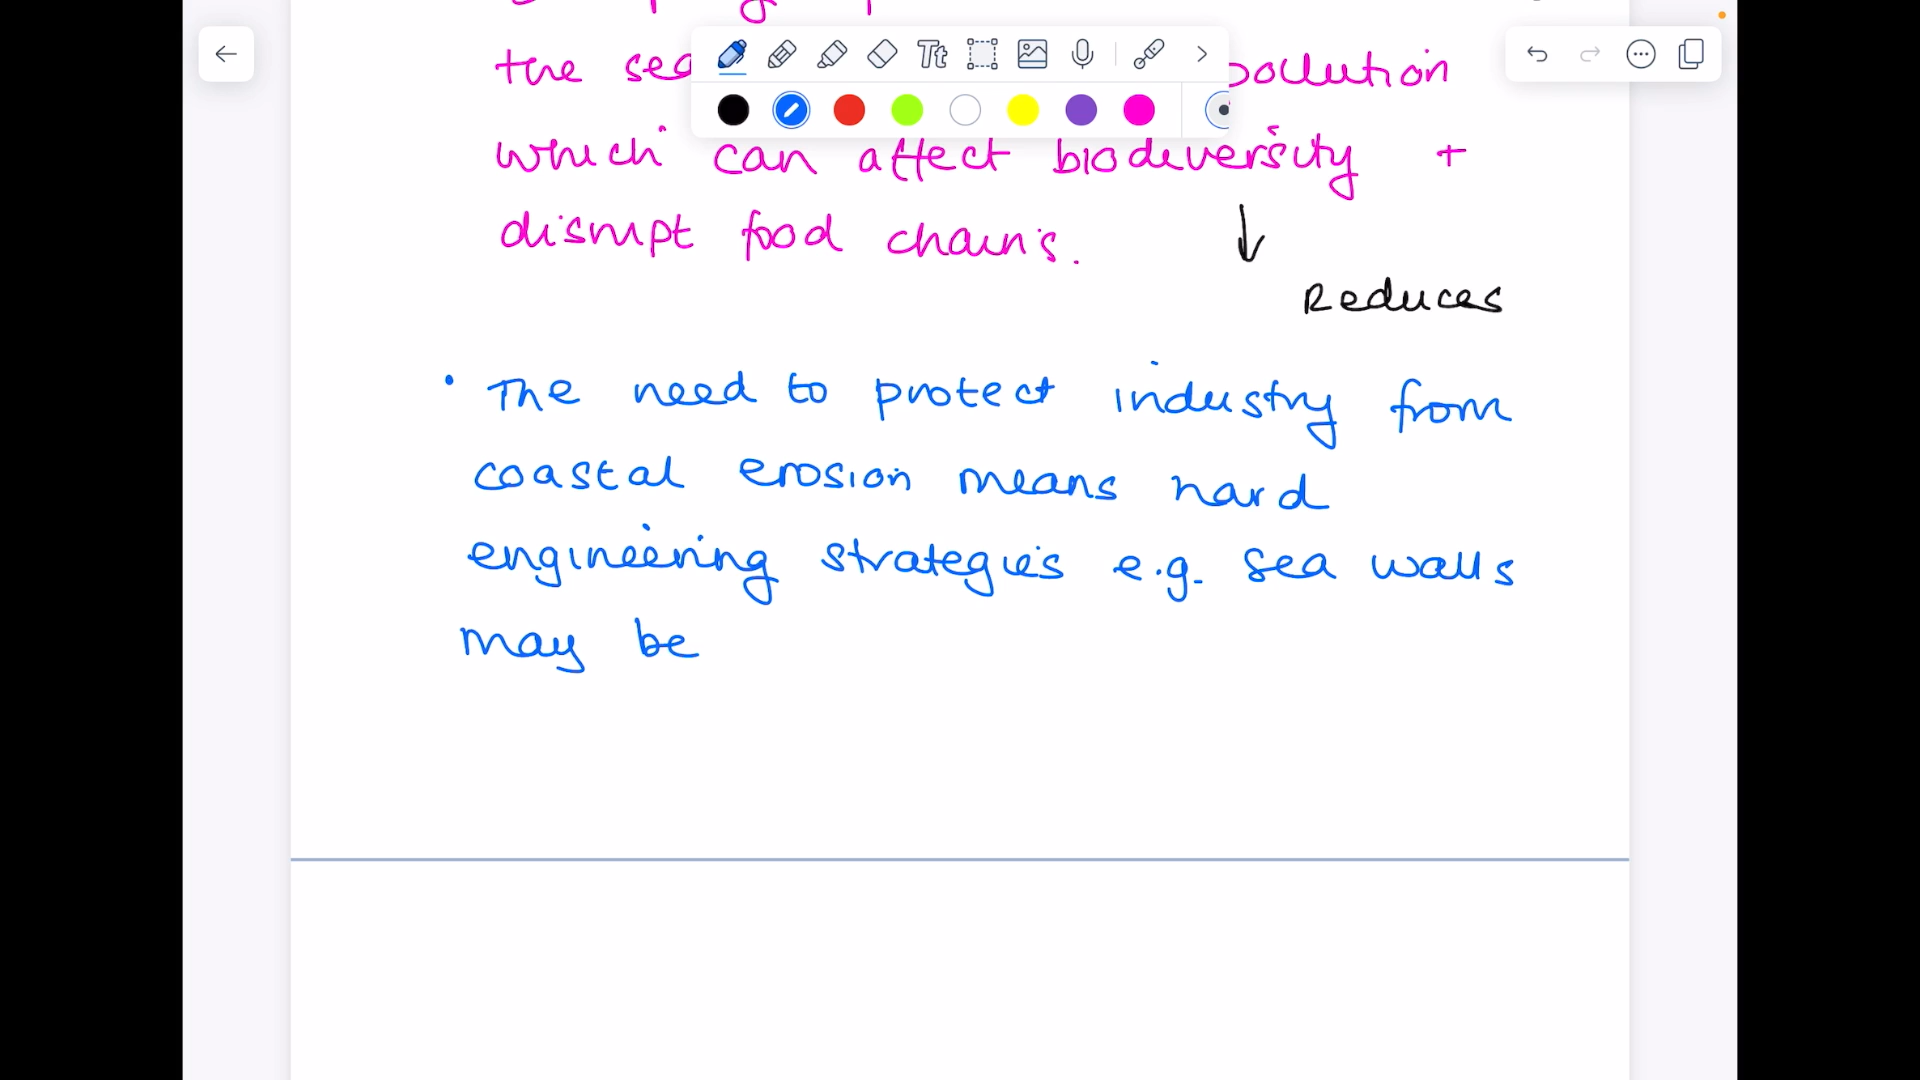 the sea pollution
which can affect biodiversity +
disrupt food chains.
↓
Reduces
• The need to protect industry from
coastal erosion means hard
engineering strategies e.g. sea walls
may be